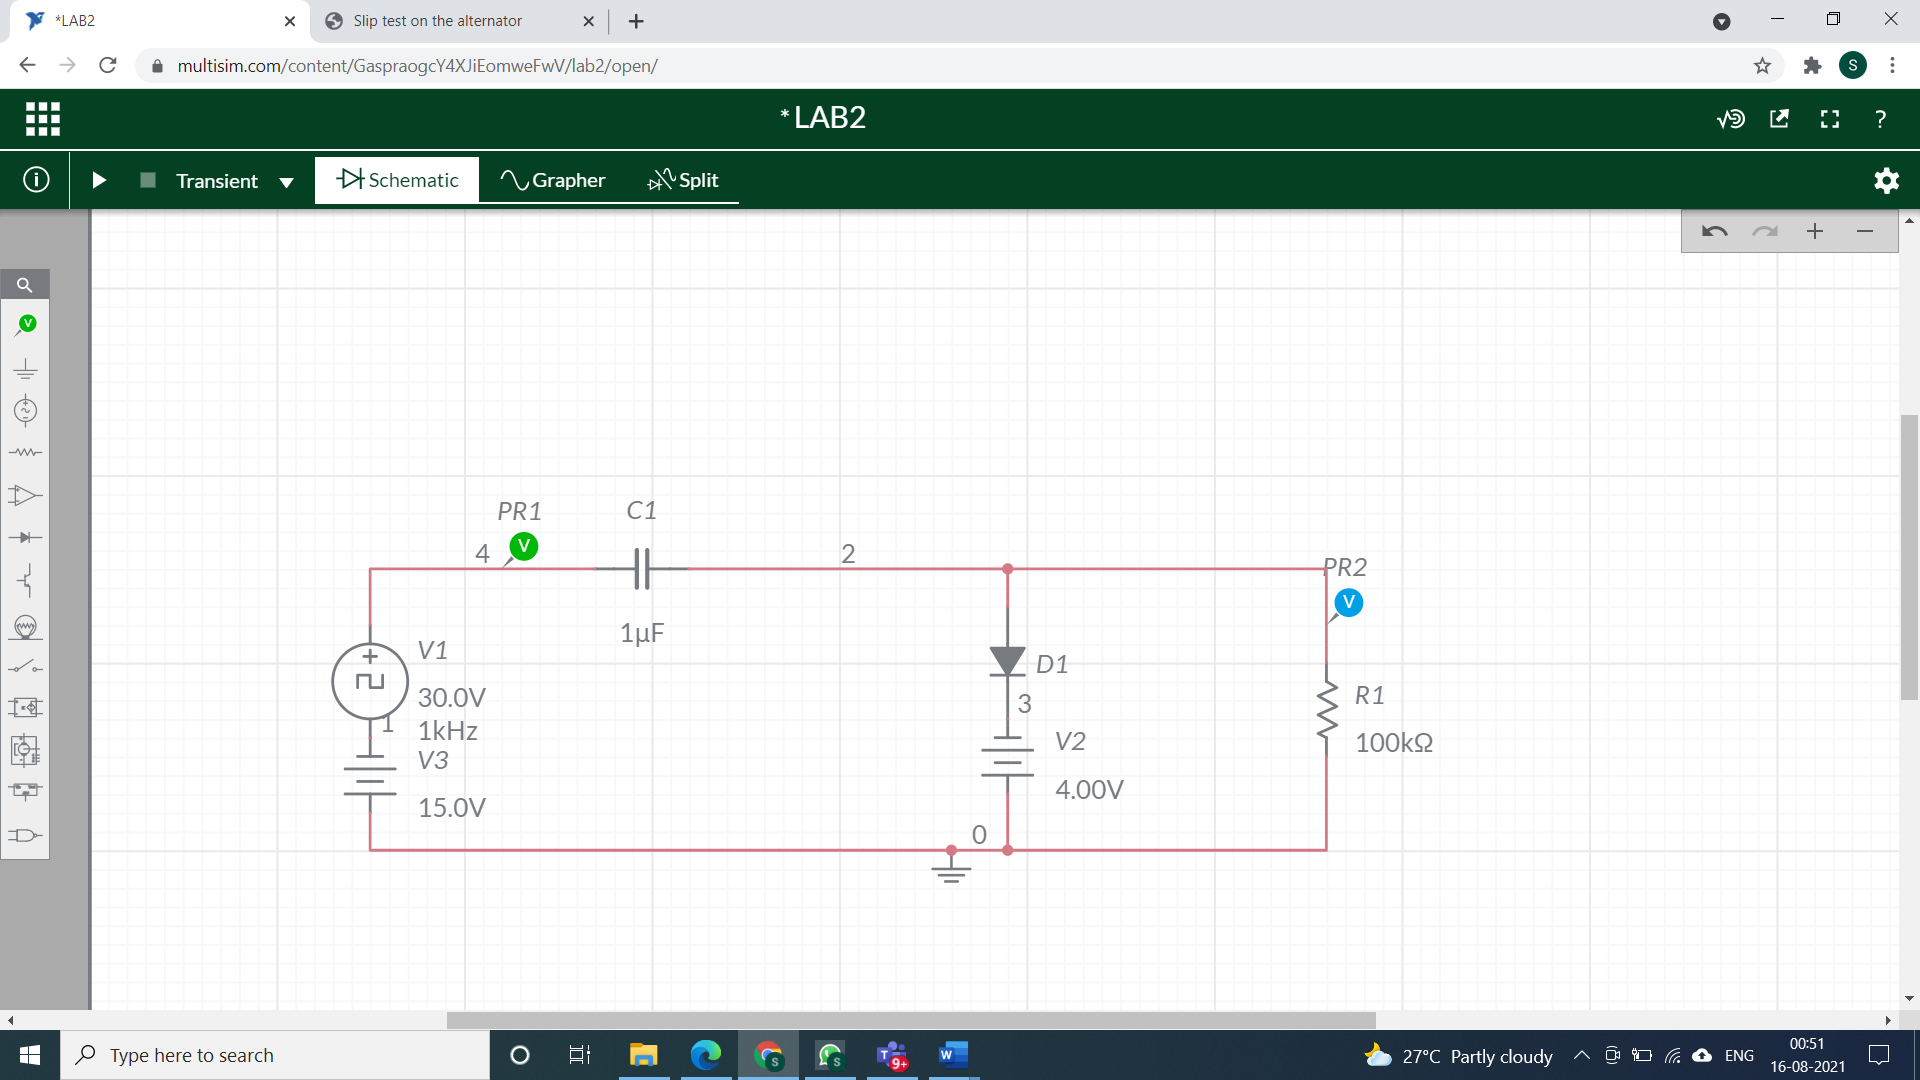 *LAB2
Slip test on the alternator
multisim.com/content/GaspraogcY4XJiEomweFwV/lab2/open/
S
* LAB2
?
Transient
Schematic
Grapher
Split
V
PR1
C1
4
V
2
PR2
V
1µF
V1
30.0V
1
1kHz
V3
15.0V
D1
3
V2
4.00V
R1
100kΩ
0
Type here to search
S
S
9+
W
27°C Partly cloudy
ENG
00:51
16-08-2021